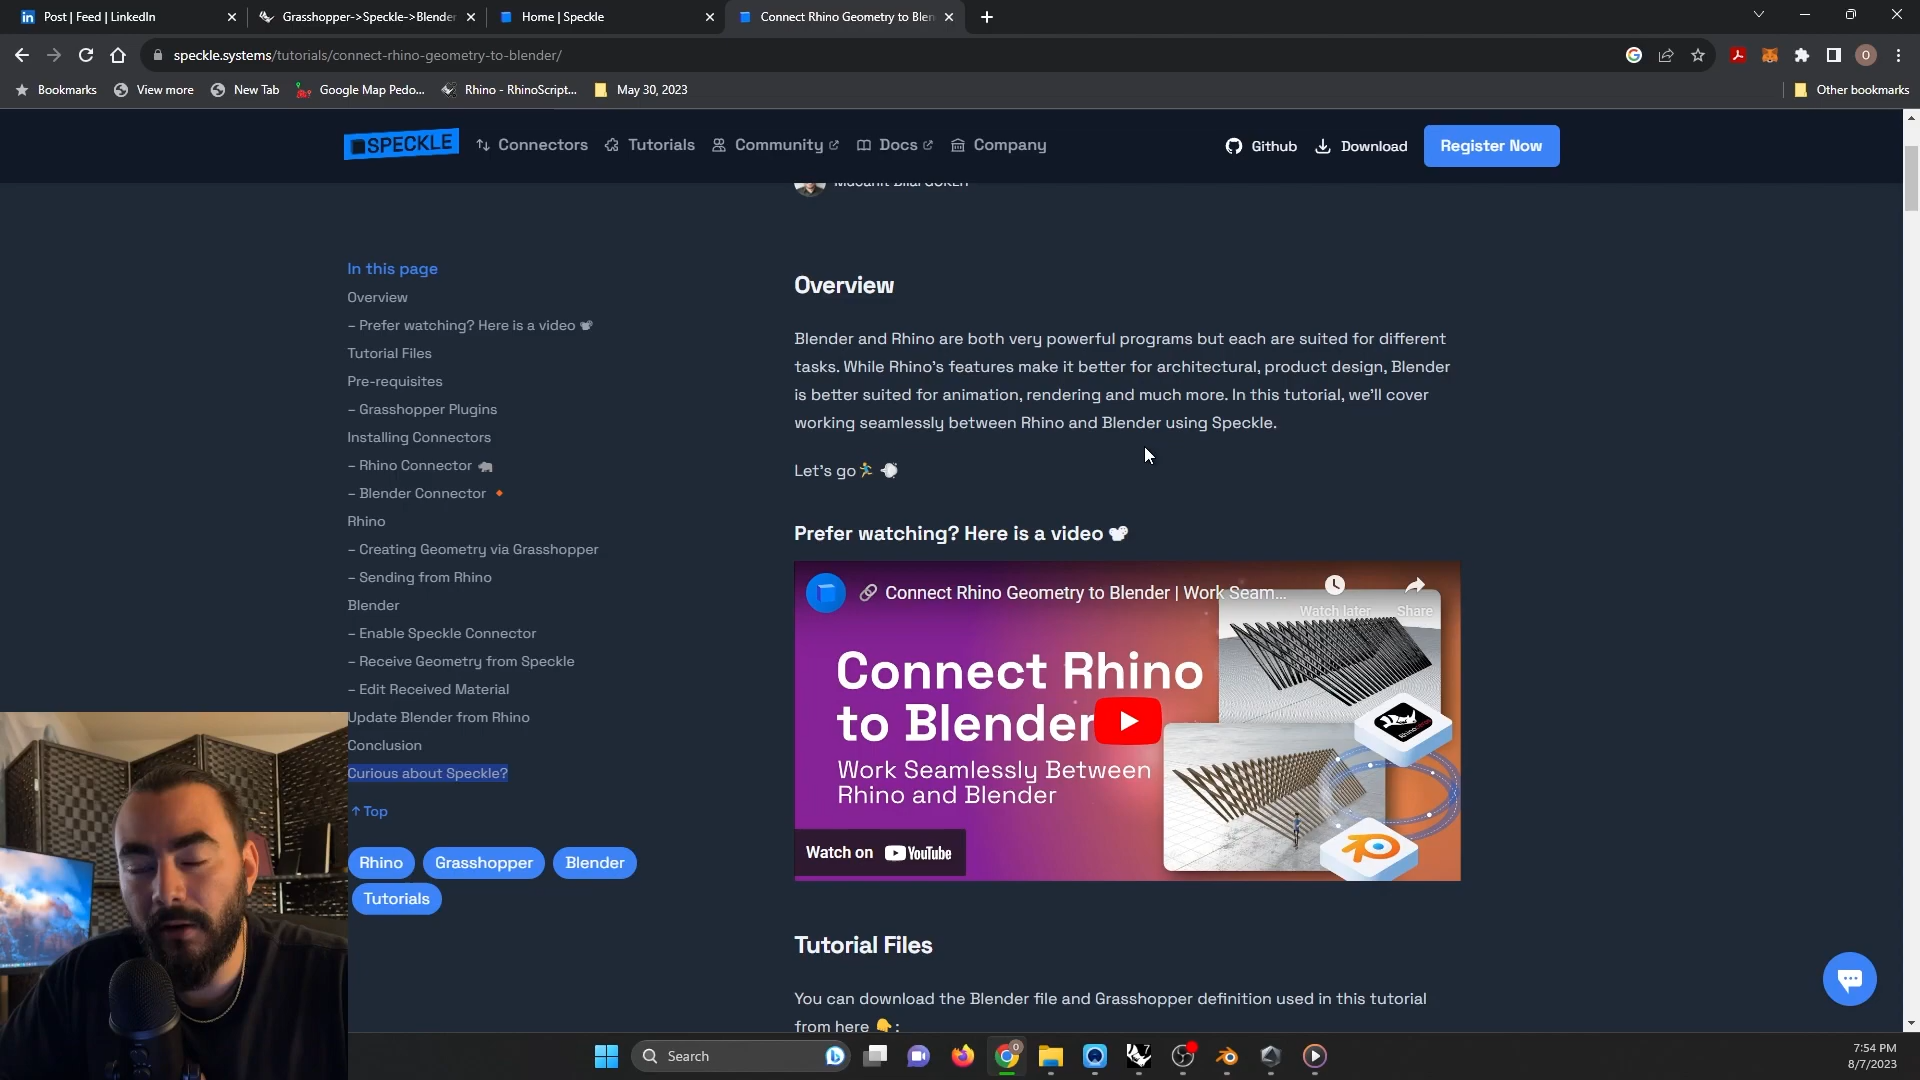 Post | Feed | LinkedIn
Grasshopper->Speckle->Blender
Home | Speckle
Connect Rhino Geometry to Blen
speckle.systems/tutorials/connect-rhino-geometry-to-blender/
Bookmarks
View more
New Tab
Google Map Pedo...
Rhino - RhinoScript...
May 30, 2023
Other bookmarks
SPECKLE
Connectors
Tutorials
Community
Docs
Company
Github
Download
Register Now
In this page
Overview
– Prefer watching? Here is a video 📽
Tutorial Files
Pre-requisites
– Grasshopper Plugins
Installing Connectors
– Rhino Connector 🦏
– Blender Connector 🔸
Rhino
– Creating Geometry via Grasshopper
– Sending from Rhino
Blender
– Enable Speckle Connector
– Receive Geometry from Speckle
– Edit Received Material
Update Blender from Rhino
Conclusion
Curious about Speckle?
↑ Top
Rhino
Grasshopper
Blender
Tutorials
Overview
Blender and Rhino are both very powerful programs but each are suited for different
tasks. While Rhino's features make it better for architectural, product design, Blender
is better suited for animation, rendering and much more. In this tutorial, we'll cover
working seamlessly between Rhino and Blender using Speckle.
Let's go🏃 💨
Prefer watching? Here is a video 📽
Connect Rhino Geometry to Blender | Work Seam...
Watch later
Share
Connect Rhino
to Blender
Work Seamlessly Between
Rhino and Blender
Watch on YouTube
Tutorial Files
You can download the Blender file and Grasshopper definition used in this tutorial
from here 👇:
Search
7:54 PM
8/7/2023